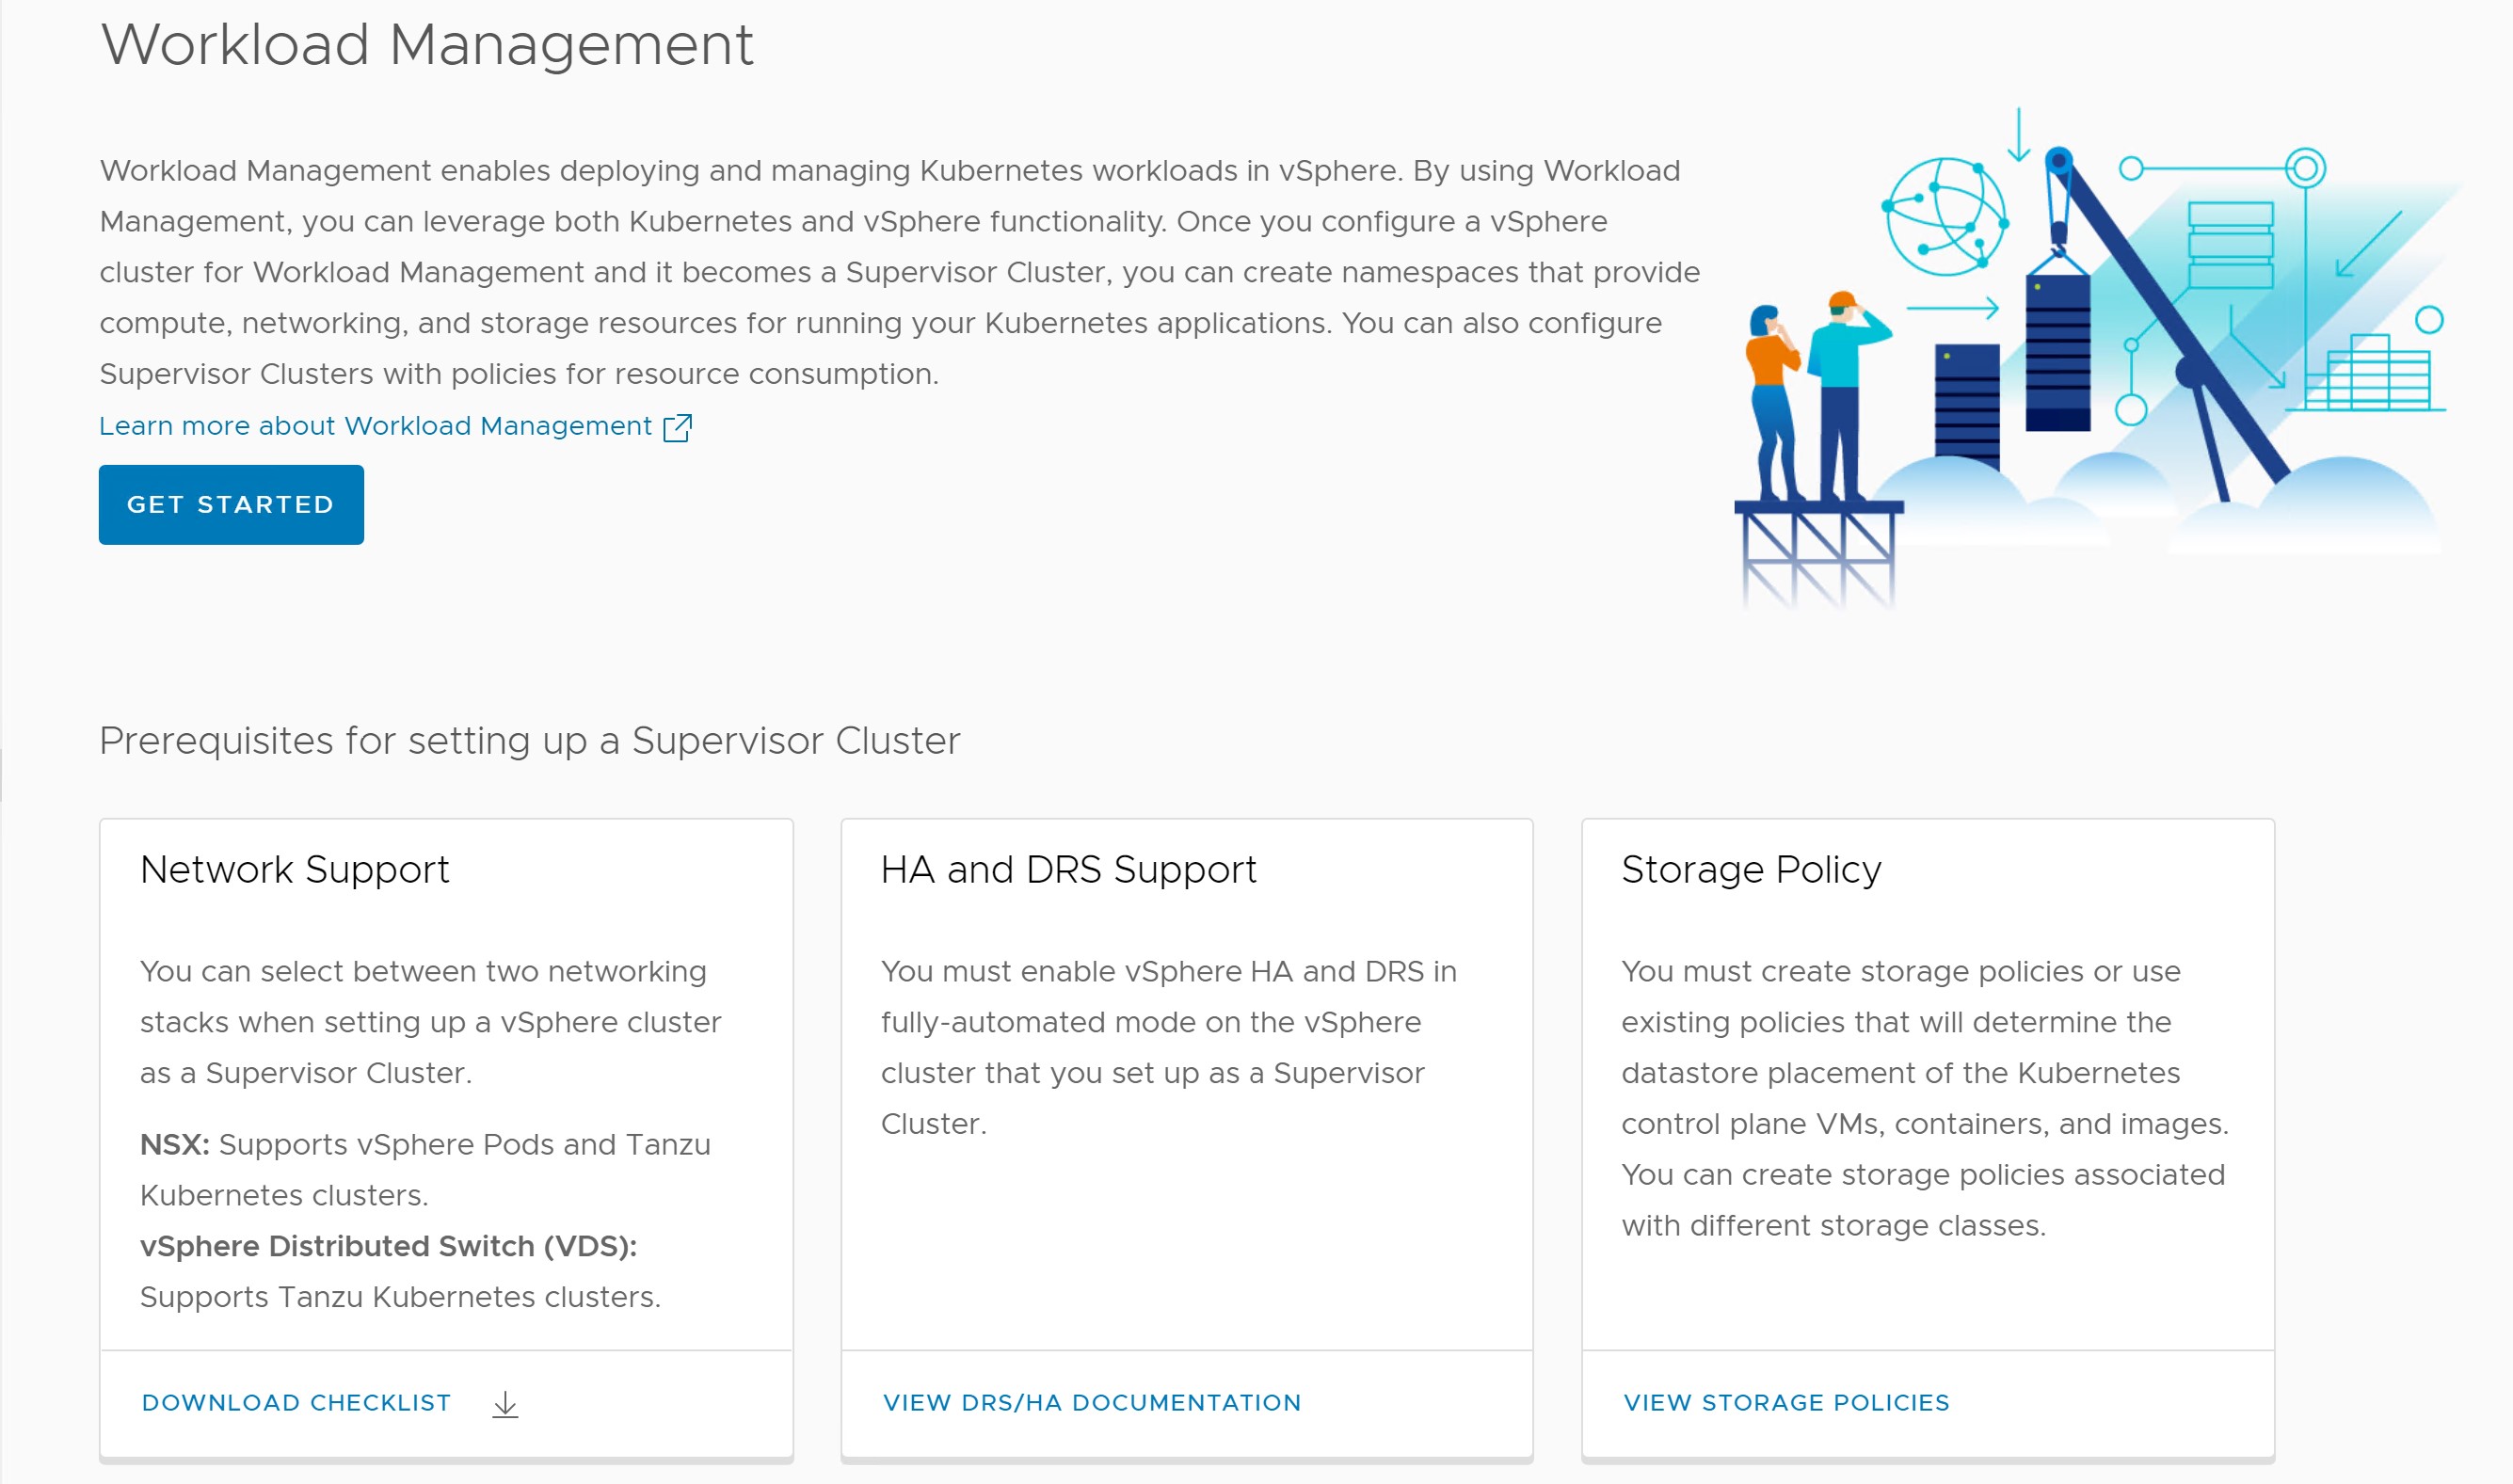 Workload Management
Workload Management enables deploying and managing Kubernetes workloads in vSphere. By using Workload
Management, you can leverage both Kubernetes and vSphere functionality. Once you configure a vSphere
cluster for Workload Management and it becomes a Supervisor Cluster, you can create namespaces that provide
compute, networking, and storage resources for running your Kubernetes applications. You can also configure
Supervisor Clusters with policies for resource consumption.
Learn more about Workload Management
GET STARTED
Prerequisites for setting up a Supervisor Cluster
Network Support
You can select between two networking
stacks when setting up a vSphere cluster
as a Supervisor Cluster.
NSX: Supports vSphere Pods and Tanzu
Kubernetes clusters.
vSphere Distributed Switch (VDS):
Supports Tanzu Kubernetes clusters.
DOWNLOAD CHECKLIST
HA and DRS Support
You must enable vSphere HA and DRS in
fully-automated mode on the vSphere
cluster that you set up as a Supervisor
Cluster.
VIEW DRS/HA DOCUMENTATION
Storage Policy
You must create storage policies or use
existing policies that will determine the
datastore placement of the Kubernetes
control plane VMs, containers, and images.
You can create storage policies associated
with different storage classes.
VIEW STORAGE POLICIES